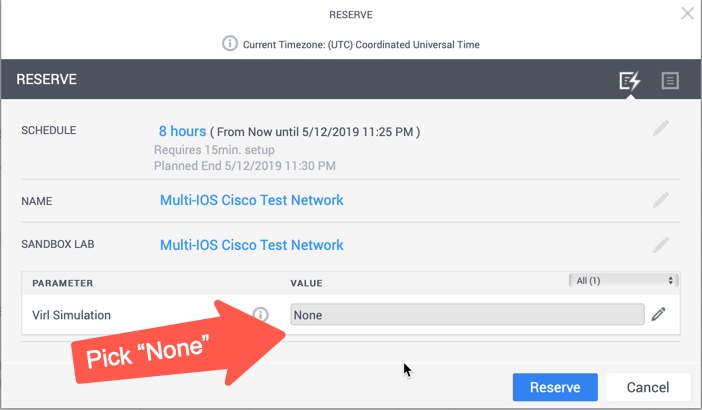 RESERVE
Current Timezone: (UTC) Coordinated Universal Time
RESERVE
SCHEDULE
8 hours ( From Now until 5/12/2019 11:25 PM )
Requires 15min. setup
Planned End 5/12/2019 11:30 PM
NAME
Multi-IOS Cisco Test Network
SANDBOX LAB
Multi-IOS Cisco Test Network
PARAMETER
VALUE
All (1)
Virl Simulation
None
Pick “None”
Reserve
Cancel